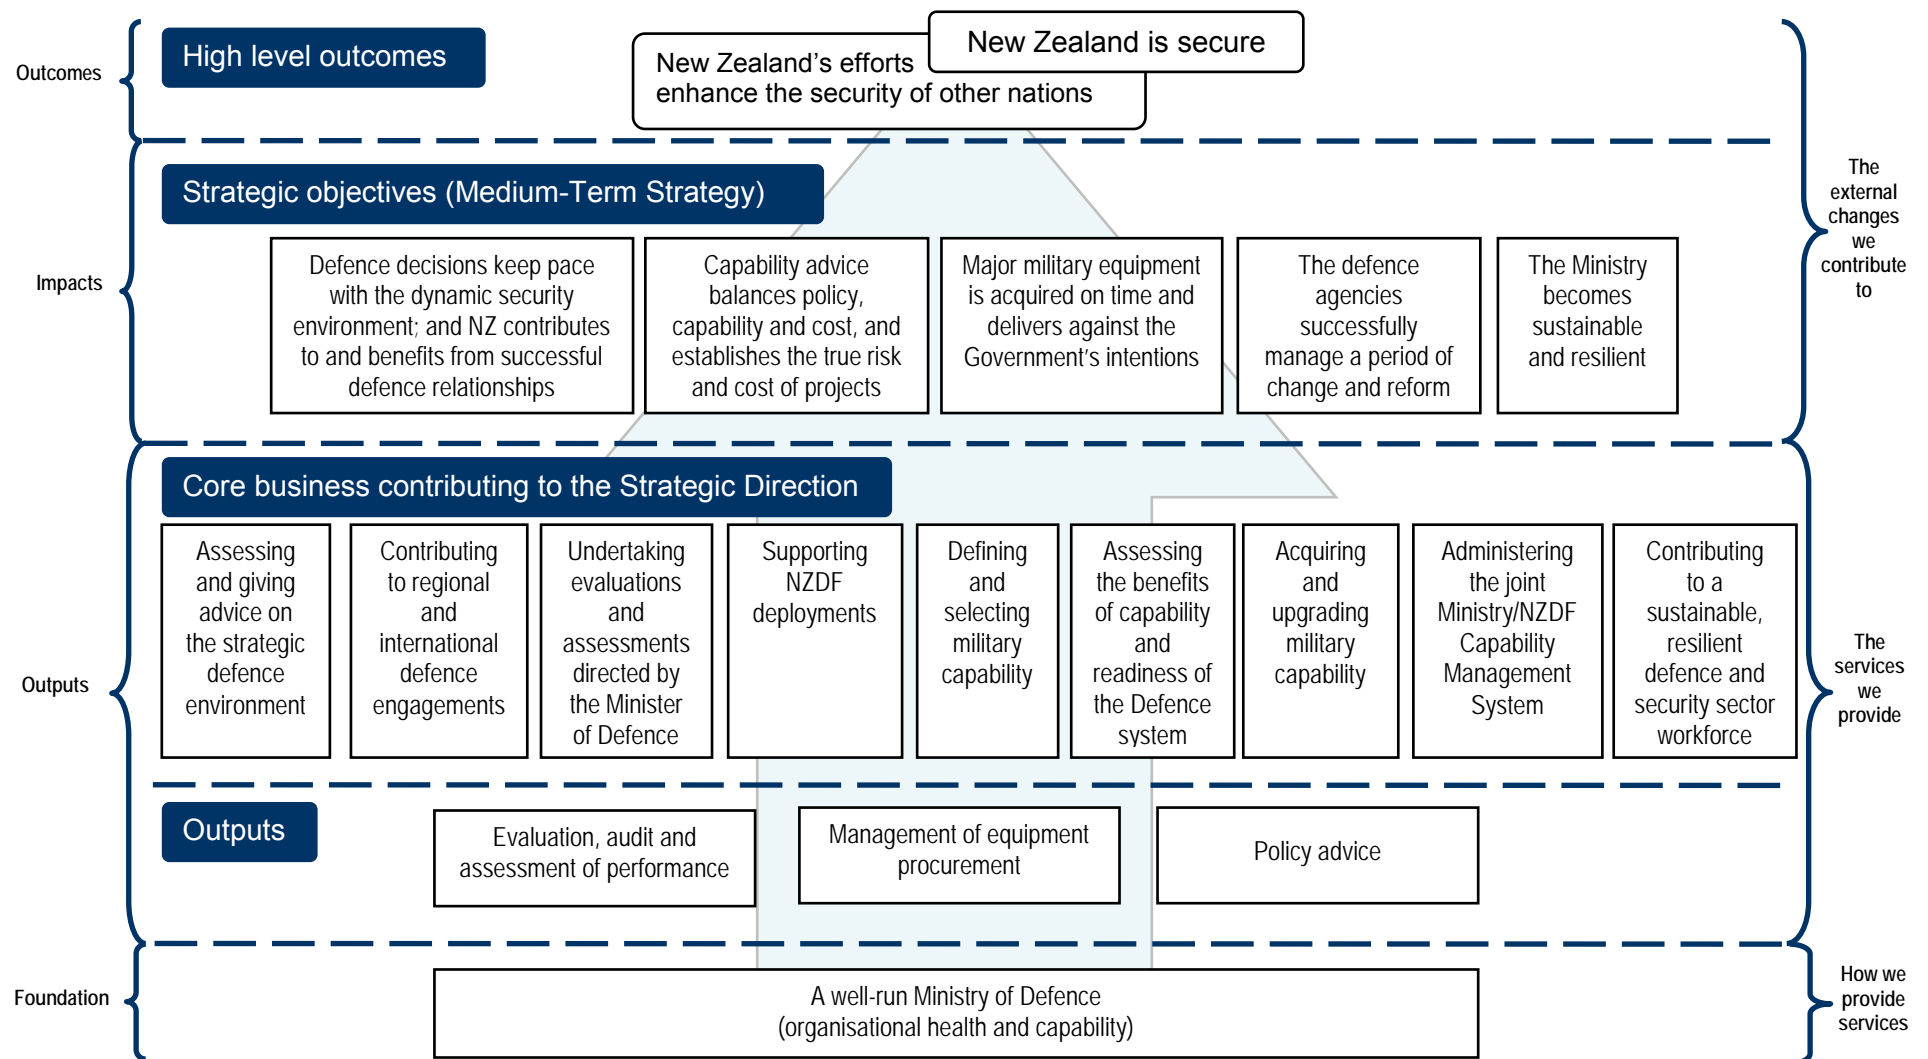 Outcomes
High level outcomes
New Zealand is secure
New Zealand’s efforts
enhance the security of other nations
Impacts
Strategic objectives (Medium-Term Strategy)
Defence decisions keep pace
with the dynamic security
environment; and NZ contributes
to and benefits from successful
defence relationships
Capability advice
balances policy,
capability and cost, and
establishes the true risk
and cost of projects
Major military equipment
is acquired on time and
delivers against the
Government’s intentions
The defence
agencies
successfully
manage a period of
change and reform
The Ministry
becomes
sustainable
and resilient
The
external
changes
we
contribute
to
Outputs
Core business contributing to the Strategic Direction
Assessing
and giving
advice on
the strategic
defence
environment
Contributing
to regional
and
international
defence
engagements
Undertaking
evaluations
and
assessments
directed by
the Minister
of Defence
Supporting
NZDF
deployments
Defining
and
selecting
military
capability
Assessing
the benefits
of capability
and
readiness of
the Defence
system
Acquiring
and
upgrading
military
capability
Administering
the joint
Ministry/NZDF
Capability
Management
System
Contributing
to a
sustainable,
resilient
defence and
security sector
workforce
The
services
we
provide
Outputs
Evaluation, audit and
assessment of performance
Management of equipment
procurement
Policy advice
Foundation
A well-run Ministry of Defence
(organisational health and capability)
How we
provide
services